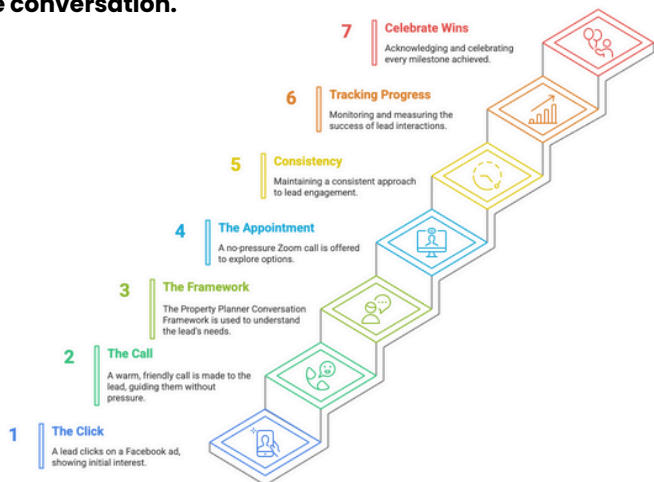 e conversation.
7
Celebrate Wins
Acknowledging and celebrating
every milestone achieved.
6
Tracking Progress
Monitoring and measuring the
success of lead interactions.
5
Consistency
Maintaining a consistent approach
to lead engagement.
4
The Appointment
A no-pressure Zoom call is offered
to explore options.
3
The Framework
The Property Planner Conversation
Framework is used to understand
the lead's needs.
2
The Call
A warm, friendly call is made to the
lead, guiding them without
pressure.
1
The Click
A lead clicks on a Facebook ad,
showing initial interest.